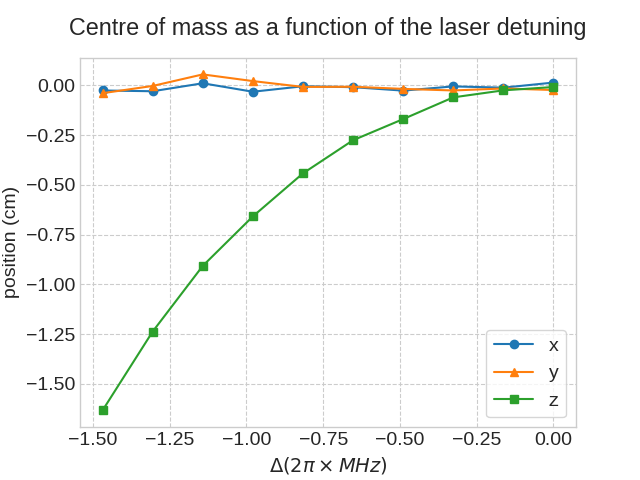 Centre of mass as a function of the laser detuning
position (cm)
0.00
−0.25
−0.50
−0.75
−1.00
−1.25
−1.50
x
y
z
−1.50 −1.25 −1.00 −0.75 −0.50 −0.25 0.00
Δ(2π × MHz)